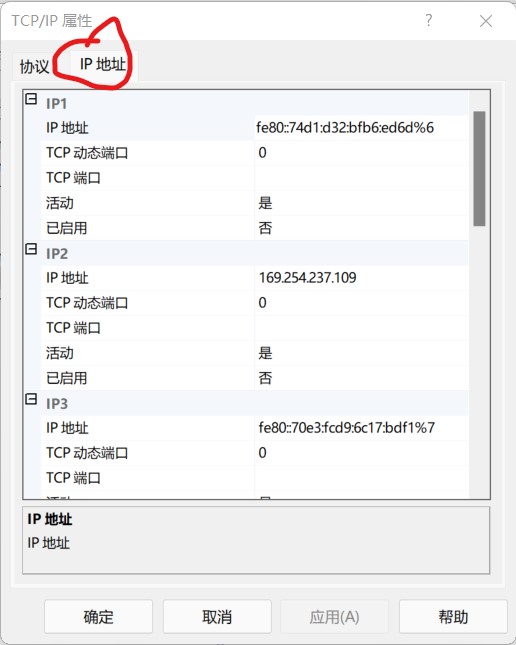 TCP/IP 属性
?
协议
IP 地址
IP1
IP 地址 fe80::74d1:d32:bfb6:ed6d%6
TCP 动态端口 0
TCP 端口
活动 是
已启用 否
IP2
IP 地址 169.254.237.109
TCP 动态端口 0
TCP 端口
活动 是
已启用 否
IP3
IP 地址 fe80::70e3:fcd9:6c17:bdf1%7
TCP 动态端口 0
TCP 端口
活动 是
IP 地址
IP 地址
确定 取消 应用(A) 帮助